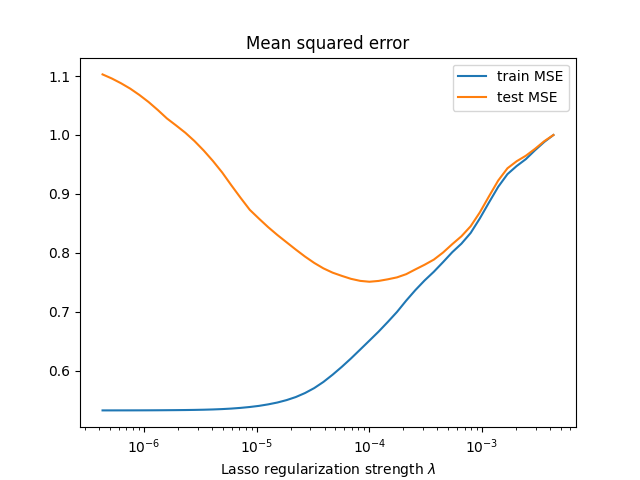 Mean squared error
train MSE
test MSE
1.1
1.0
0.9
0.8
0.7
0.6
10⁻⁶ 10⁻⁵ 10⁻⁴ 10⁻³
Lasso regularization strength λ